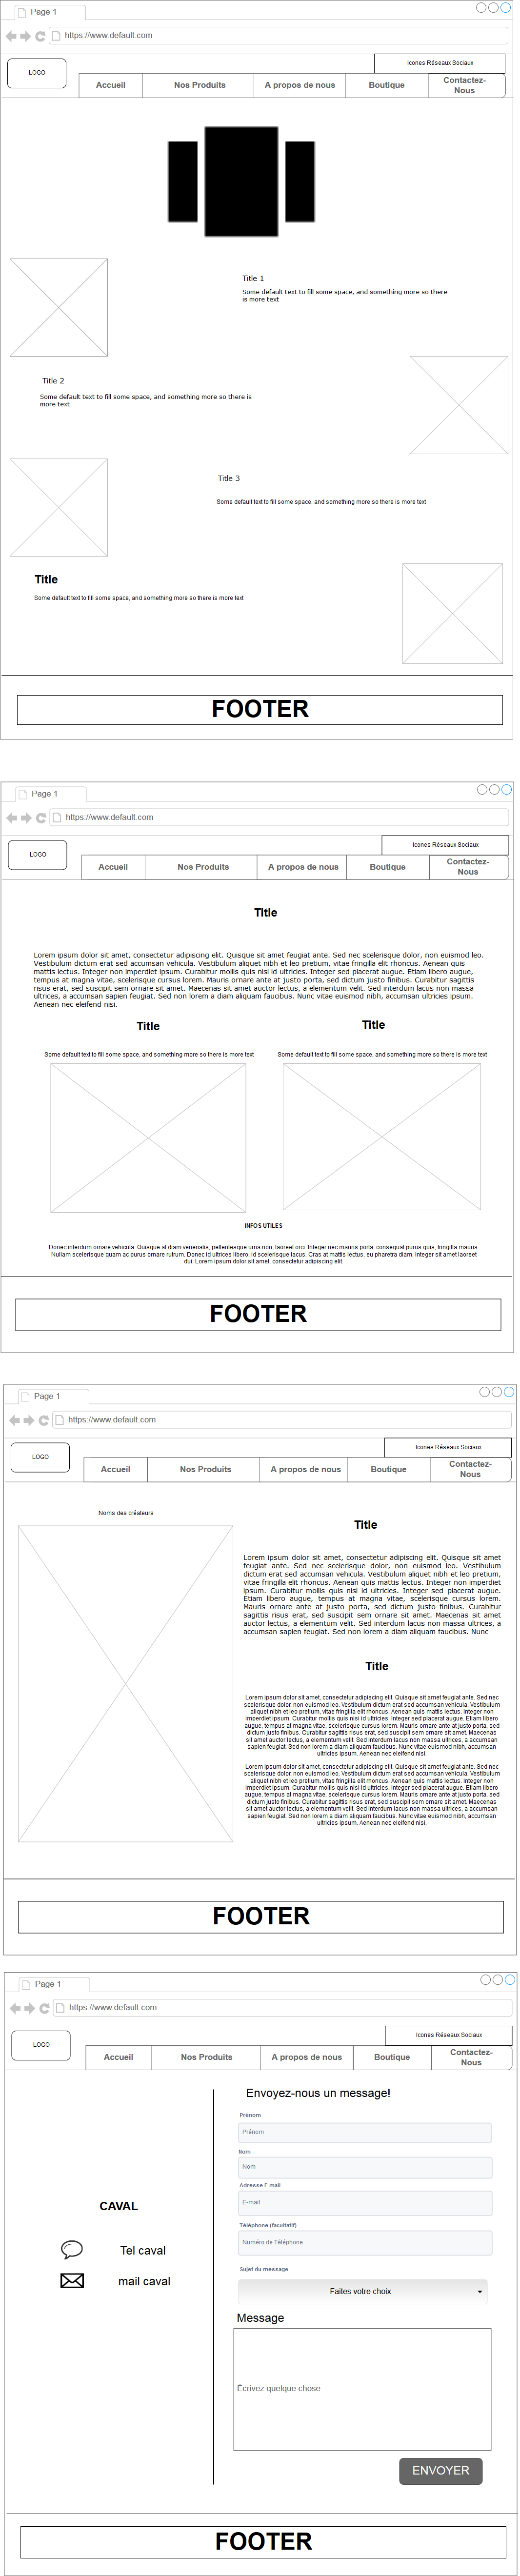 Page 1
https://www.default.com
Icones Réseaux Sociaux
LOGO
Accueil
Nos Produits
A propos de nous
Boutique
Contactez-
Nous
Title 1
Some default text to fill some space, and something more so there
is more text
Title 2
Some default text to fill some space, and something more so there is
more text
Title 3
Some default text to fill some space, and something more so there is more text
Title
Some default text to fill some space, and something more so there is more text
FOOTER
Page 1
https://www.default.com
Icones Réseaux Sociaux
LOGO
Accueil
Nos Produits
A propos de nous
Boutique
Contactez-
Nous
Title
Lorem ipsum dolor sit amet, consectetur adipiscing elit. Quisque sit amet feugiat ante. Sed nec scelerisque dolor, non euismod leo.
Vestibulum dictum erat sed accumsan vehicula. Vestibulum aliquet nibh et leo pretium, vitae fringilla elit rhoncus. Aenean quis
mattis lectus. Integer non imperdiet ipsum. Curabitur mollis quis nisi id ultricies. Integer sed placerat augue. Etiam libero augue,
tempus at magna vitae, scelerisque cursus lorem. Mauris ornare ante at justo porta, sed dictum justo finibus. Curabitur sagittis
risus erat, sed suscipit sem ornare sit amet. Maecenas sit amet auctor lectus, a elementum velit. Sed interdum lacus non massa
ultrices, a accumsan sapien feugiat. Sed non lorem a diam aliquam faucibus. Nunc vitae euismod nibh, accumsan ultricies ipsum.
Aenean nec eleifend nisi.
Title
Title
Some default text to fill some space, and something more so there is more text
Some default text to fill some space, and something more so there is more text
INFOS UTILES
Donec interdum ornare vehicula. Quisque at diam venenatis, pellentesque urna non, laoreet orci. Integer nec mauris porta, consequat purus quis, fringilla mauris.
Nullam scelerisque quam ac purus ornare rutrum. Donec id ultrices libero, id scelerisque lacus. Cras at mattis lectus, eu pharetra diam. Integer sit amet laoreet
dui. Lorem ipsum dolor sit amet, consectetur adipiscing elit.
FOOTER
Page 1
https://www.default.com
Icones Réseaux Sociaux
LOGO
Accueil
Nos Produits
A propos de nous
Boutique
Contactez-
Nous
Noms des créateurs
Title
Lorem ipsum dolor sit amet, consectetur adipiscing elit. Quisque sit amet
feugiat ante. Sed nec scelerisque dolor, non euismod leo. Vestibulum
dictum erat sed accumsan vehicula. Vestibulum aliquet nibh et leo pretium,
vitae fringilla elit rhoncus. Aenean quis mattis lectus. Integer non imperdiet
ipsum. Curabitur mollis quis nisi id ultricies. Integer sed placerat augue.
Etiam libero augue, tempus at magna vitae, scelerisque cursus lorem.
Mauris ornare ante at justo porta, sed dictum justo finibus. Curabitur
sagittis risus erat, sed suscipit sem ornare sit amet. Maecenas sit amet
auctor lectus, a elementum velit. Sed interdum lacus non massa ultrices, a
accumsan sapien feugiat. Sed non lorem a diam aliquam faucibus. Nunc
Title
Lorem ipsum dolor sit amet, consectetur adipiscing elit. Quisque sit amet feugiat ante. Sed nec
scelerisque dolor, non euismod leo. Vestibulum dictum erat sed accumsan vehicula. Vestibulum
aliquet nibh et leo pretium, vitae fringilla elit rhoncus. Aenean quis mattis lectus. Integer non
imperdiet ipsum. Curabitur mollis quis nisi id ultricies. Integer sed placerat augue. Etiam libero
augue, tempus at magna vitae, scelerisque cursus lorem. Mauris ornare ante at justo porta, sed
dictum justo finibus. Curabitur sagittis risus erat, sed suscipit sem ornare sit amet. Maecenas
sit amet auctor lectus, a elementum velit. Sed interdum lacus non massa ultrices, a accumsan
sapien feugiat. Sed non lorem a diam aliquam faucibus. Nunc vitae euismod nibh, accumsan
ultricies ipsum. Aenean nec eleifend nisi.
Lorem ipsum dolor sit amet, consectetur adipiscing elit. Quisque sit amet feugiat ante. Sed nec
scelerisque dolor, non euismod leo. Vestibulum dictum erat sed accumsan vehicula. Vestibulum
aliquet nibh et leo pretium, vitae fringilla elit rhoncus. Aenean quis mattis lectus. Integer non
imperdiet ipsum. Curabitur mollis quis nisi id ultricies. Integer sed placerat augue. Etiam libero
augue, tempus at magna vitae, scelerisque cursus lorem. Mauris ornare ante at justo porta, sed
dictum justo finibus. Curabitur sagittis risus erat, sed suscipit sem ornare sit amet. Maecenas
sit amet auctor lectus, a elementum velit. Sed interdum lacus non massa ultrices, a accumsan
sapien feugiat. Sed non lorem a diam aliquam faucibus. Nunc vitae euismod nibh, accumsan
ultricies ipsum. Aenean nec eleifend nisi.
FOOTER
Page 1
https://www.default.com
Icones Réseaux Sociaux
LOGO
Accueil
Nos Produits
A propos de nous
Boutique
Contactez-
Nous
CAVAL
Tel caval
mail caval
Envoyez-nous un message!
Prénom
Prénom
Nom
Nom
Adresse E-mail
E-mail
Téléphone (facultatif)
Numéro de Téléphone
Sujet du message
Faites votre choix
Message
Écrivez quelque chose
ENVOYER
FOOTER